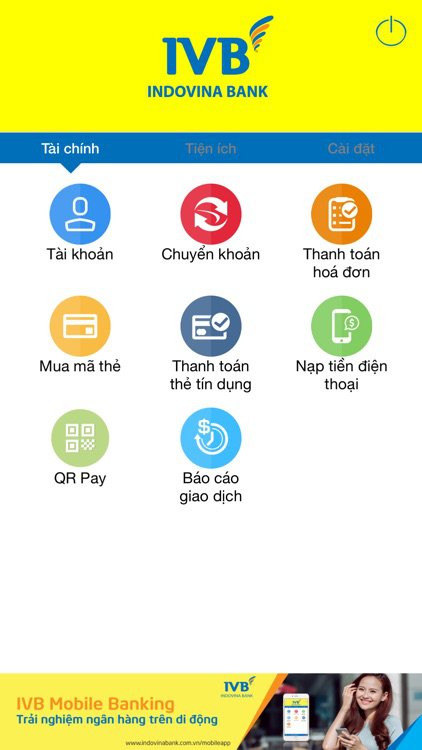 IVB
INDOVINA BANK
Tài chính
Tiện ích
Cài đặt
Tài khoản
Chuyển khoản
Thanh toán
hoá đơn
Mua mã thẻ
Thanh toán
thẻ tín dụng
Nạp tiền điện
thoại
QR Pay
Báo cáo
giao dịch
IVB
INDOVINA BANK
IVB Mobile Banking
Trải nghiệm ngân hàng trên di động
www.indovinabank.com.vn/mobileapp